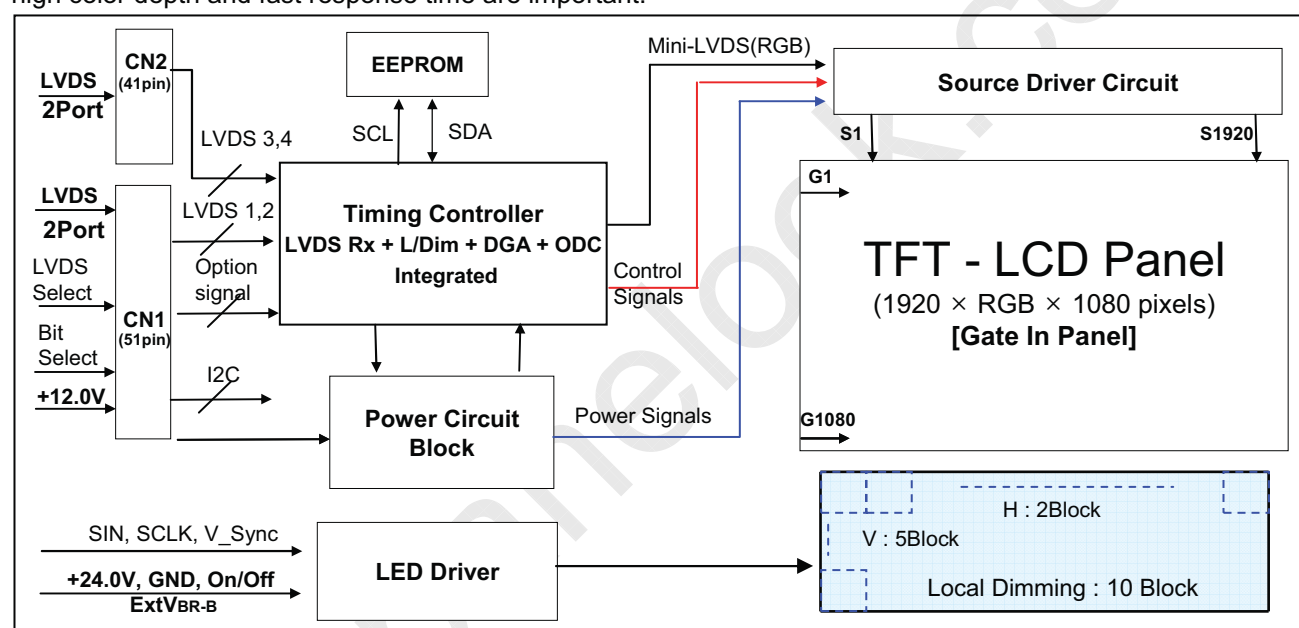 high color depth and fast response time are important.
CN2
(41pin)
LVDS
2Port
EEPROM
SCL
SDA
LVDS 3,4
Mini-LVDS(RGB)
Source Driver Circuit
S1
S1920
CN1
(51pin)
LVDS
2Port
LVDS
Select
Bit
Select
+12.0V
LVDS 1,2
Option
signal
I2C
Timing Controller
LVDS Rx + L/Dim + DGA + ODC
Integrated
Control
Signals
Power Circuit
Block
Power Signals
G1
TFT - LCD Panel
(1920 × RGB × 1080 pixels)
[Gate In Panel]
G1080
SIN, SCLK, V_Sync
+24.0V, GND, On/Off
ExtVBR-B
LED Driver
H : 2Block
V : 5Block
Local Dimming : 10 Block